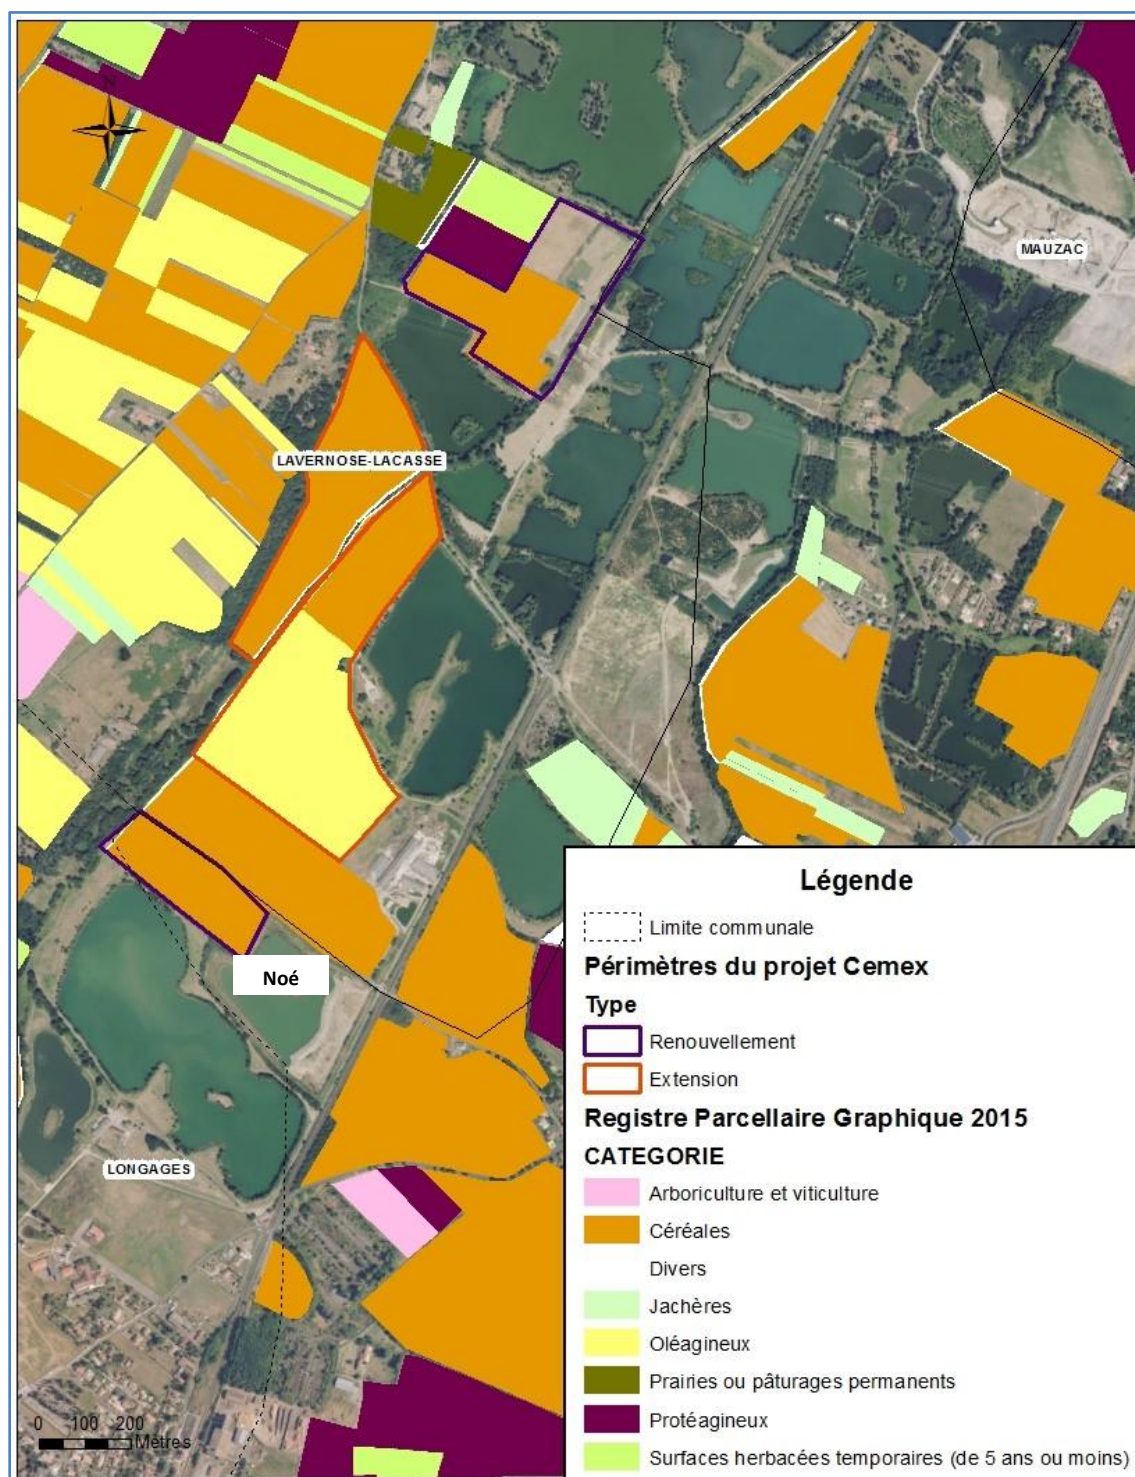 MAUZAC
LAVERNOSE-LACASSE
Noé
LONGAGES
0 100 200
Mètres
Légende
Limite communale
Périmètres du projet Cemex
Type
Renouvellement
Extension
Registre Parcellaire Graphique 2015
CATEGORIE
Arboriculture et viticulture
Céréales
Divers
Jachères
Oléagineux
Prairies ou pâturages permanents
Protéagineux
Surfaces herbacées temporaires (de 5 ans ou moins)